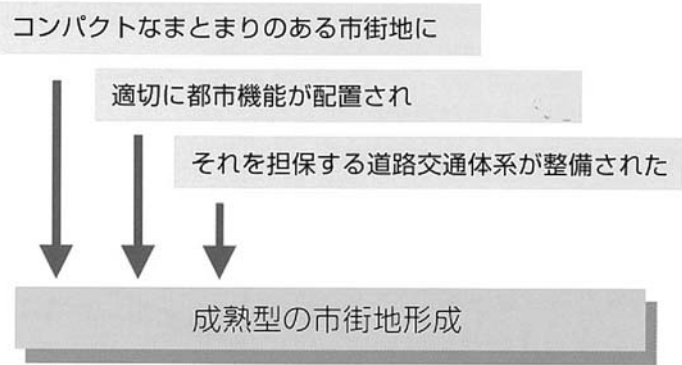 コンパクトなまとまりのある市街地に
適切に都市機能が配置され
それを担保する道路交通体系が整備された
成熟型の市街地形成